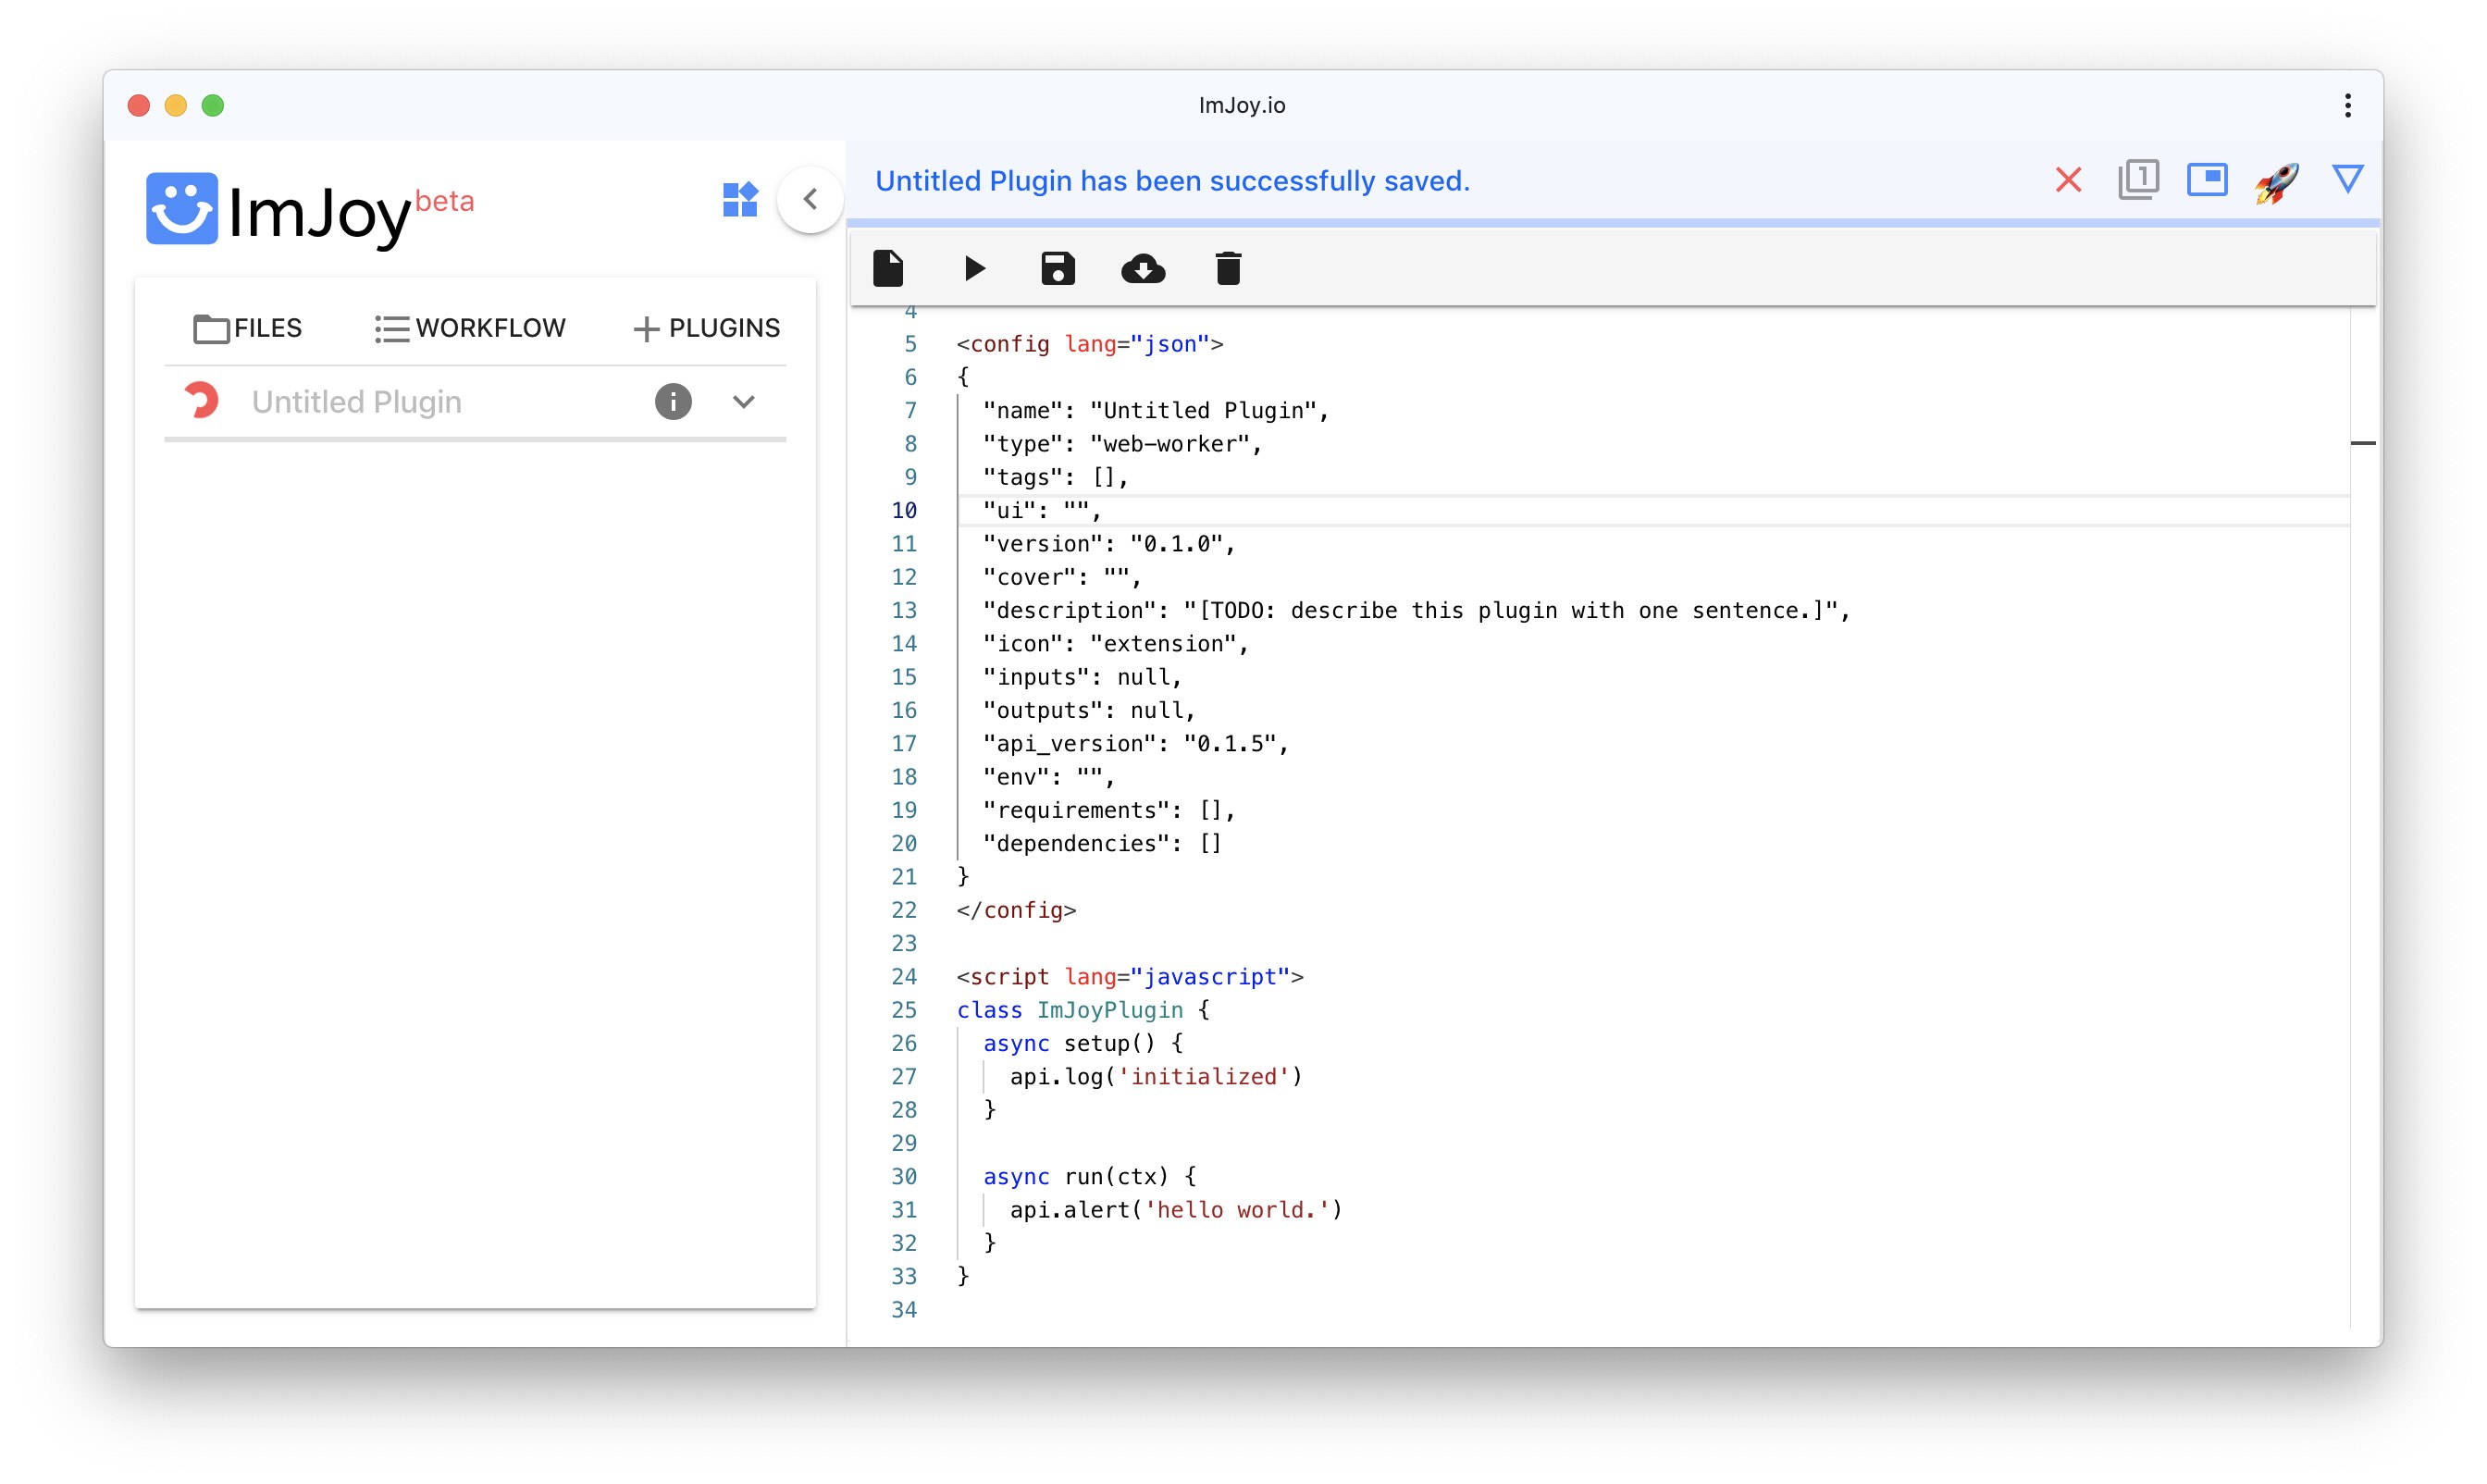 ImJoy.io
ImJoy beta
Untitled Plugin has been successfully saved.
1
FILES
WORKFLOW
PLUGINS
Untitled Plugin
4
5 <config lang="json">
6 {
7 "name": "Untitled Plugin",
8 "type": "web-worker",
9 "tags": [],
10 "ui": "",
11 "version": "0.1.0",
12 "cover": "",
13 "description": "[TODO: describe this plugin with one sentence.]",
14 "icon": "extension",
15 "inputs": null,
16 "outputs": null,
17 "api_version": "0.1.5",
18 "env": "",
19 "requirements": [],
20 "dependencies": []
21 }
22 </config>
23
24 <script lang="javascript">
25 class ImJoyPlugin {
26 async setup() {
27 api.log('initialized')
28 }
29
30 async run(ctx) {
31 api.alert('hello world.')
32 }
33 }
34